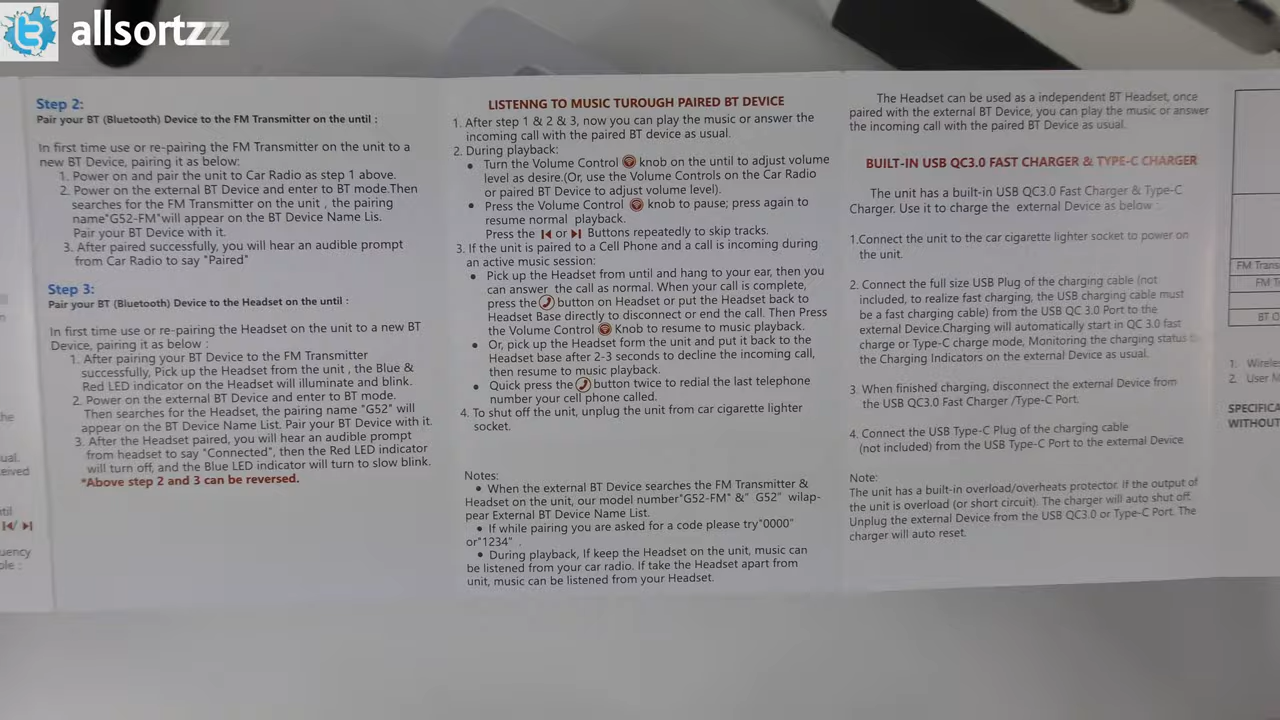 allsortz
Step 2:
Pair your BT (Bluetooth) Device to the FM Transmitter on the until :
In first time use or re-pairing the FM Transmitter on the unit to a
new BT Device, pairing it as below:
1. Power on and pair the unit to Car Radio as step 1 above.
2. Power on the external BT Device and enter to BT mode.Then
searches for the FM Transmitter on the unit , the pairing
name"G52-FM"will appear on the BT Device Name Lis.
Pair your BT Device with it.
3. After paired successfully, you will hear an audible prompt
from Car Radio to say "Paired"
Step 3:
Pair your BT (Bluetooth) Device to the Headset on the until :
In first time use or re-pairing the Headset on the unit to a new BT
Device, pairing it as below :
1. After pairing your BT Device to the FM Transmitter
successfully, Pick up the Headset from the unit , the Blue &
Red LED indicator on the Headset will illuminate and blink.
2. Power on the external BT Device and enter to BT mode.
Then searches for the Headset, the pairing name "G52" will
appear on the BT Device Name List. Pair your BT Device with it.
3. After the Headset paired, you will hear an audible prompt
from headset to say "Connected", then the Red LED indicator
will turn off, and the Blue LED indicator will turn to slow blink.
*Above step 2 and 3 can be reversed.
LISTENNG TO MUSIC TUROUGH PAIRED BT DEVICE
1. After step 1 & 2 & 3, now you can play the music or answer the
incoming call with the paired BT device as usual.
2. During playback:
• Turn the Volume Control knob on the until to adjust volume
level as desire.(Or, use the Volume Controls on the Car Radio
or paired BT Device to adjust volume level).
• Press the Volume Control knob to pause; press again to
resume normal playback.
Press the or Buttons repeatedly to skip tracks.
3. If the unit is paired to a Cell Phone and a call is incoming during
an active music session:
• Pick up the Headset from until and hang to your ear, then you
can answer the call as normal. When your call is complete,
press the button on Headset or put the Headset back to
Headset Base directly to disconnect or end the call. Then Press
the Volume Control Knob to resume to music playback.
• Or, pick up the Headset form the unit and put it back to the
Headset base after 2-3 seconds to decline the incoming call,
then resume to music playback.
• Quick press the button twice to redial the last telephone
number your cell phone called.
4. To shut off the unit, unplug the unit from car cigarette lighter
socket.
Notes:
• When the external BT Device searches the FM Transmitter &
Headset on the unit, our model number"G52-FM" &" G52" wilap-
pear External BT Device Name List.
• If while pairing you are asked for a code please try"0000"
or"1234" .
• During playback, If keep the Headset on the unit, music can
be listened from your car radio. If take the Headset apart from
unit, music can be listened from your Headset.
The Headset can be used as a independent BT Headset, once
paired with the external BT Device, you can play the music or answer
the incoming call with the paired BT Device as usual.
BUILT-IN USB QC3.0 FAST CHARGER & TYPE-C CHARGER
The unit has a built-in USB QC3.0 Fast Charger & Type-C
Charger. Use it to charge the external Device as below :
1.Connect the unit to the car cigarette lighter socket to power on
the unit.
2. Connect the full size USB Plug of the charging cable (not
included, to realize fast charging, the USB charging cable must
be a fast charging cable) from the USB QC 3.0 Port to the
external Device.Charging will automatically start in QC 3.0 fast
charge or Type-C charge mode, Monitoring the charging status
the Charging Indicators on the external Device as usual.
3. When finished charging, disconnect the external Device from
the USB QC3.0 Fast Charger /Type-C Port.
4. Connect the USB Type-C Plug of the charging cable
(not included) from the USB Type-C Port to the external Device
Note:
The unit has a built-in overload/overheats protector. If the output of
the unit is overload (or short circuit). The charger will auto shut off.
Unplug the external Device from the USB QC3.0 or Type-C Port. The
charger will auto reset.
FM Trans
FM T
BT O
1. Wirele
2. User M
SPECIFICA
WITHOUT